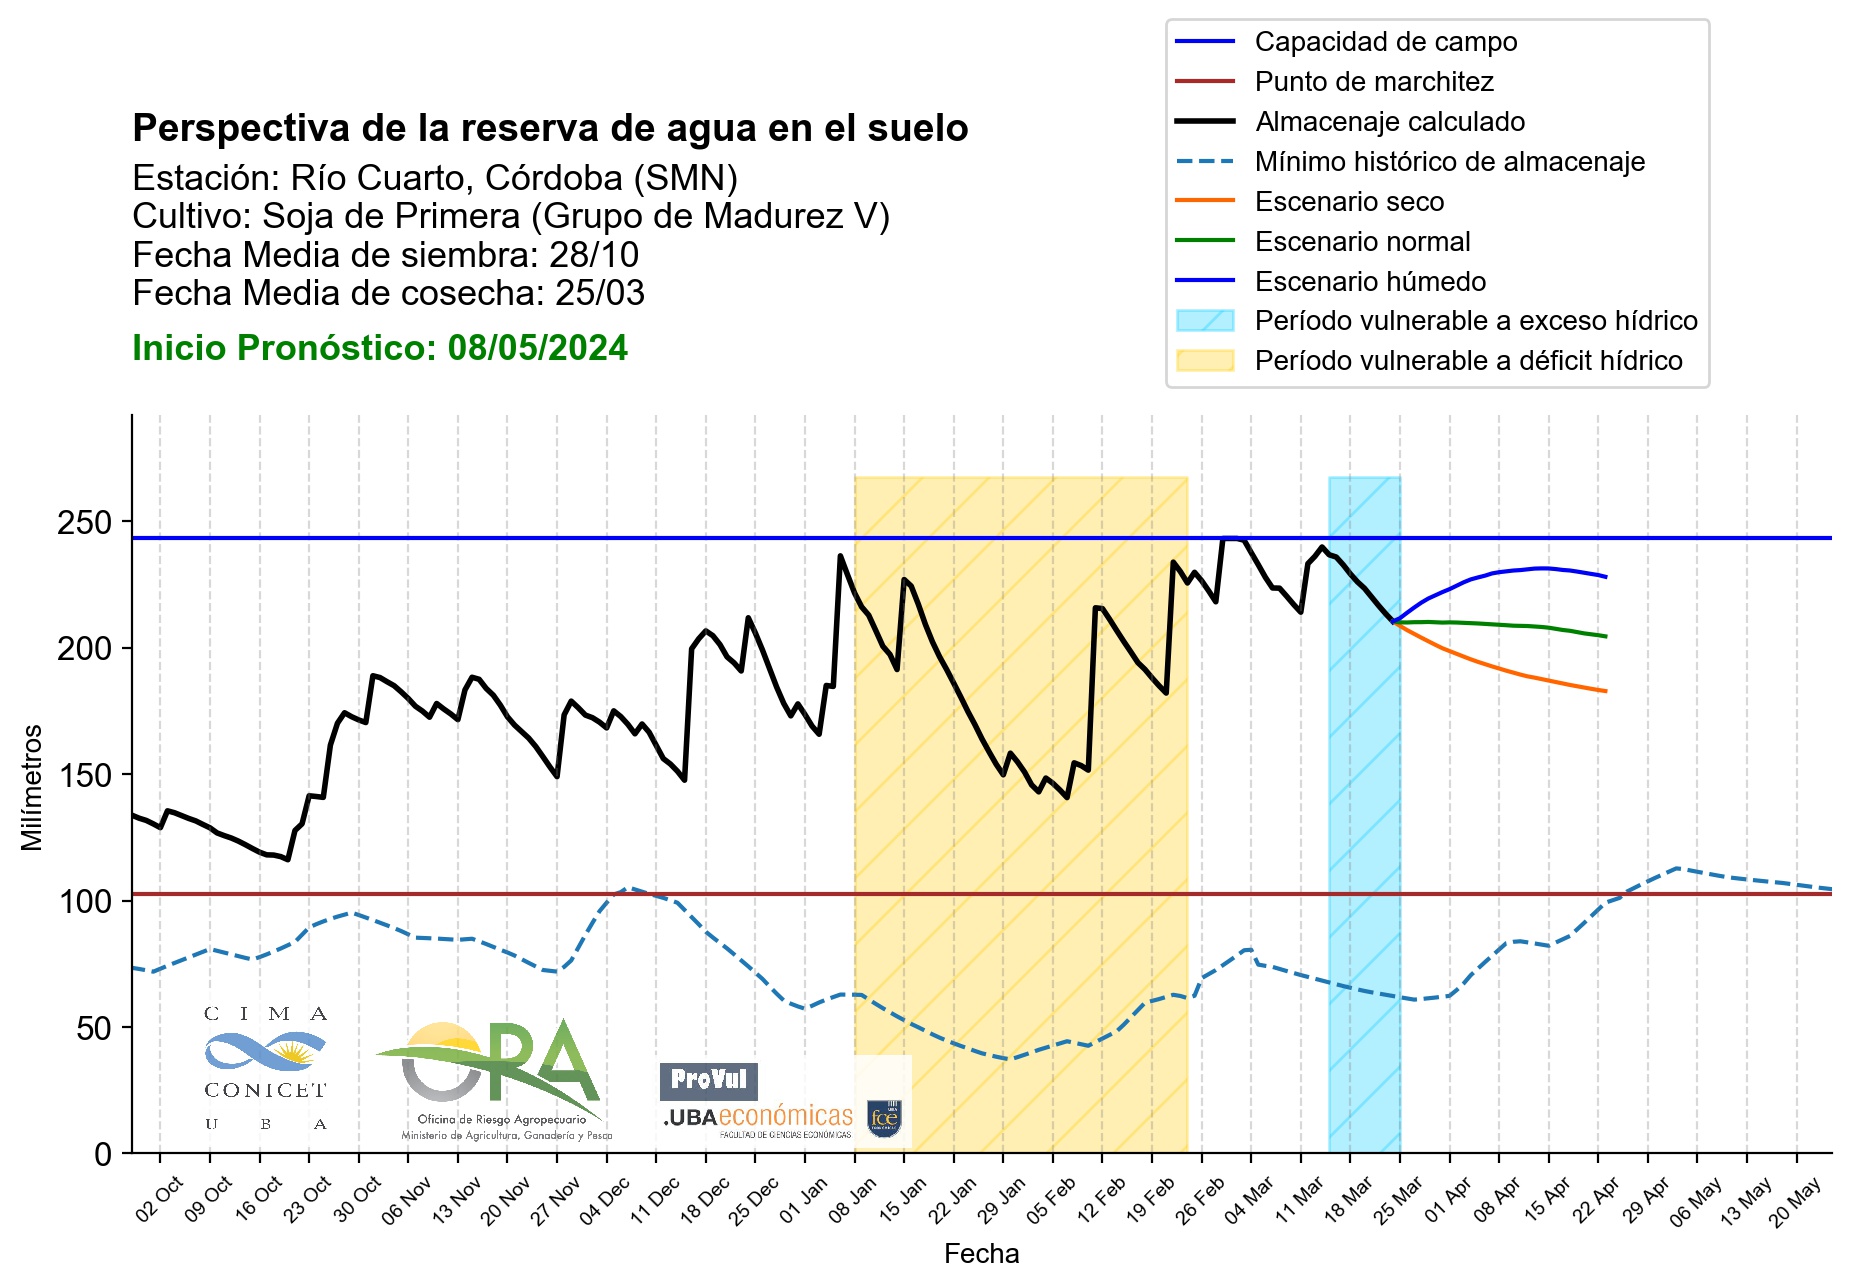 Capacidad de campo
Punto de marchitez
Almacenaje calculado
Mínimo histórico de almacenaje
Escenario seco
Escenario normal
Escenario húmedo
Período vulnerable a exceso hídrico
Período vulnerable a déficit hídrico
Perspectiva de la reserva de agua en el suelo
Estación: Río Cuarto, Córdoba (SMN)
Cultivo: Soja de Primera (Grupo de Madurez V)
Fecha Media de siembra: 28/10
Fecha Media de cosecha: 25/03
Inicio Pronóstico: 08/05/2024
Milímetros
250
200
150
100
50
0
C I M A
CONICET
U B A
ORA
Oficina de Riesgo Agropecuario
Ministerio de Agricultura, Ganadería y Pesca
ProVul
.UBAeconómicas
FACULTAD DE CIENCIAS ECONÓMICAS
UBA
fce
ECONÓMICAS
02 Oct
09 Oct
16 Oct
23 Oct
30 Oct
06 Nov
13 Nov
20 Nov
27 Nov
04 Dec
11 Dec
18 Dec
25 Dec
01 Jan
08 Jan
15 Jan
22 Jan
29 Jan
05 Feb
12 Feb
19 Feb
26 Feb
04 Mar
11 Mar
18 Mar
25 Mar
01 Apr
08 Apr
15 Apr
22 Apr
29 Apr
06 May
13 May
20 May
Fecha